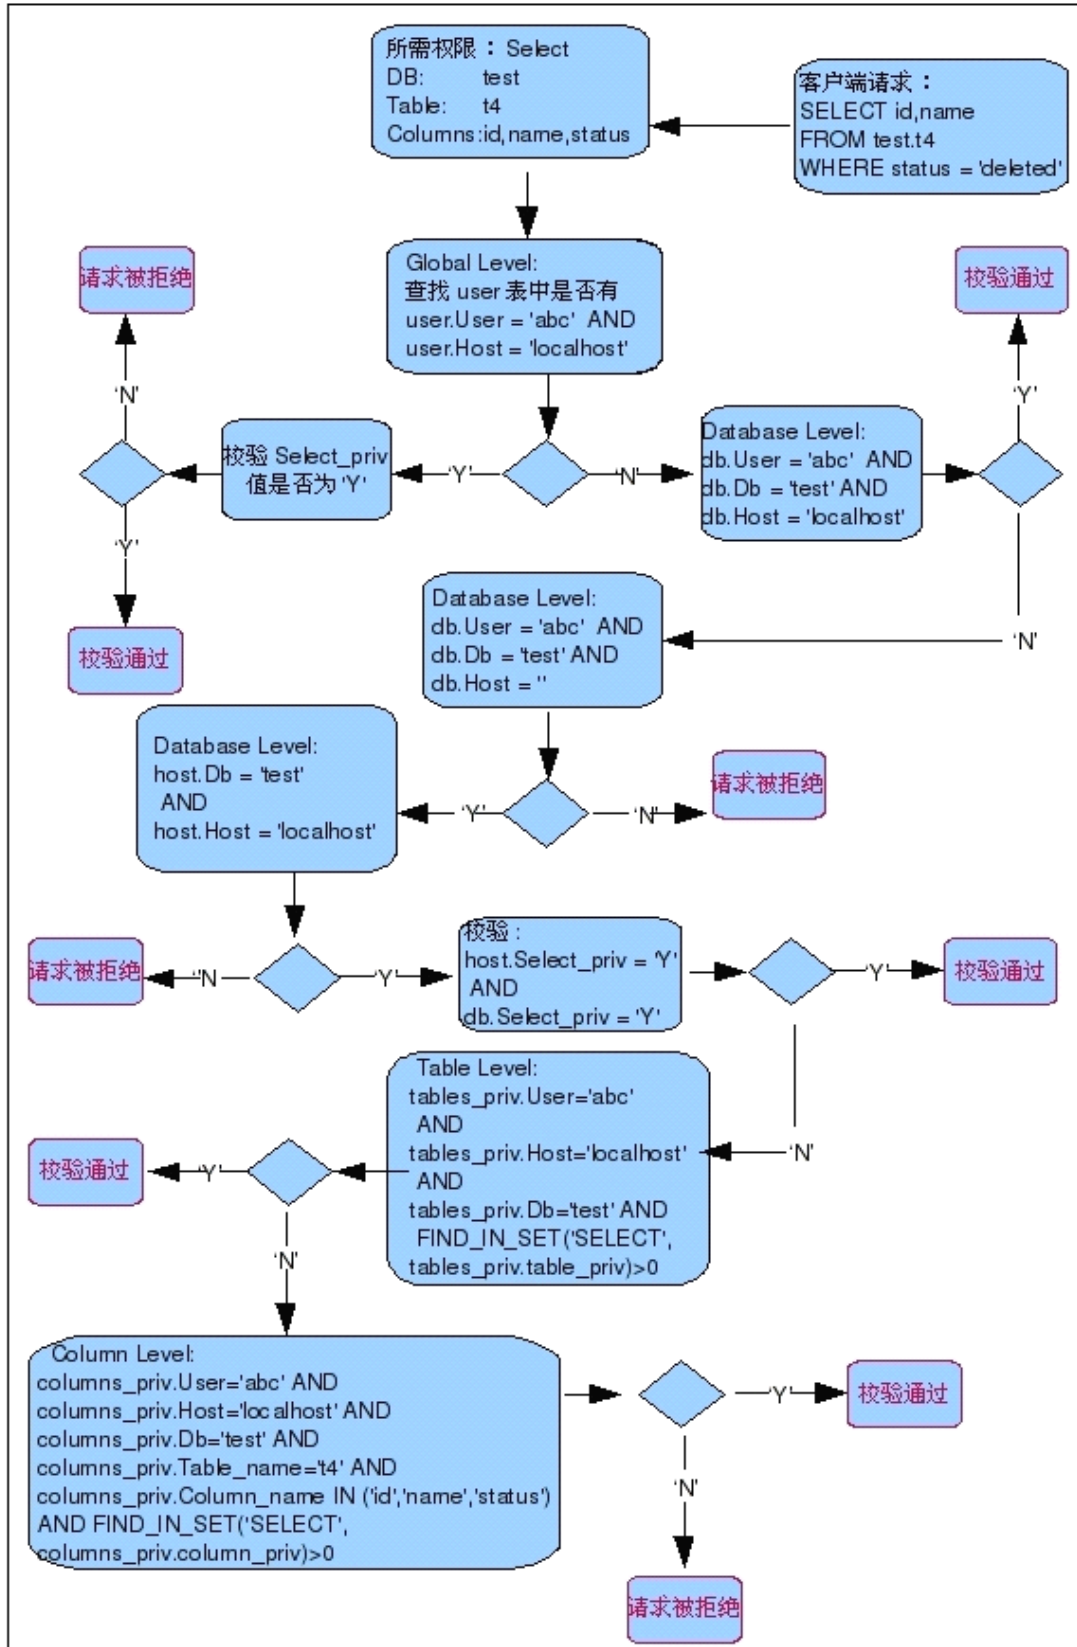 所需权限： Select
DB: test
Table: t4
Columns:id,name,status
客户端请求：
SELECT id,name
FROM test.t4
WHERE status = 'deleted'
Global Level:
查找 user 表中是否有
user.User = 'abc' AND
user.Host = 'localhost'
请求被拒绝
校验通过
'N'
'Y'
校验 Select_priv
值是否为 'Y'
'Y'
'N'
Database Level:
db.User = 'abc' AND
db.Db = 'test' AND
db.Host = 'localhost'
'Y'
校验通过
'N'
Database Level:
db.User = 'abc' AND
db.Db = 'test' AND
db.Host = ''
Database Level:
host.Db = 'test'
AND
host.Host = 'localhost'
'Y'
'N'
请求被拒绝
请求被拒绝
'N'
'Y'
校验：
host.Select_priv = 'Y'
AND
db.Select_priv = 'Y'
'Y'
校验通过
'N'
Table Level:
tables_priv.User='abc'
AND
tables_priv.Host='localhost'
AND
tables_priv.Db='test' AND
FIND_IN_SET('SELECT',
tables_priv.table_priv)>0
校验通过
'Y'
'N'
Column Level:
columns_priv.User='abc' AND
columns_priv.Host='localhost' AND
columns_priv.Db='test' AND
columns_priv.Table_name='t4' AND
columns_priv.Column_name IN ('id','name','status')
AND FIND_IN_SET('SELECT',
columns_priv.column_priv)>0
'Y'
校验通过
'N'
请求被拒绝